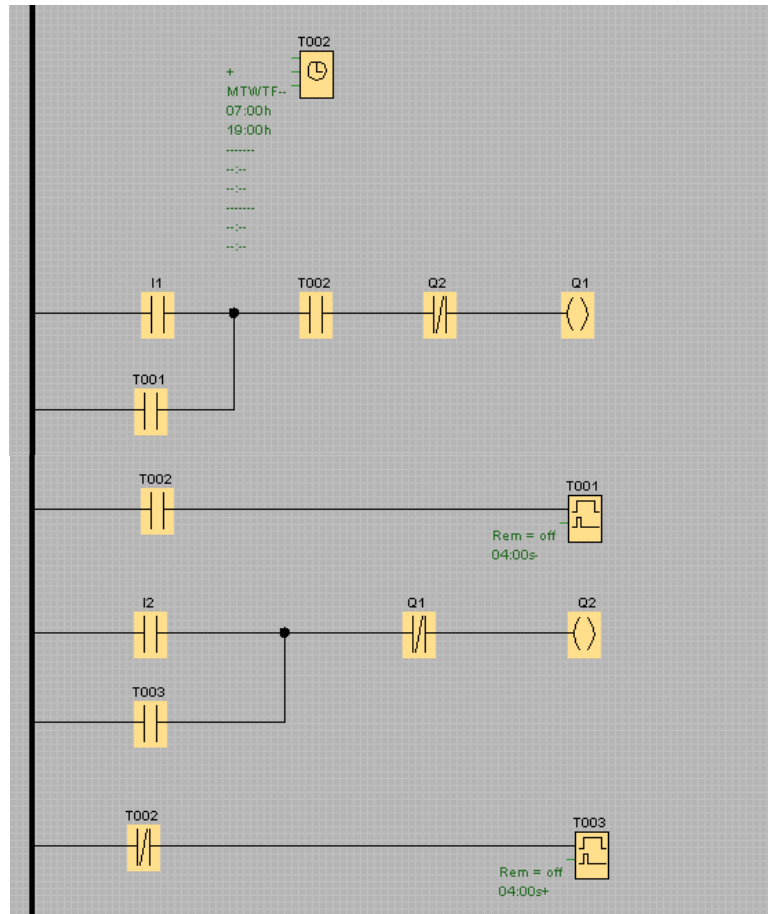 T002
+
MTWTF--
07:00h
19:00h
-------
--:--
--:--
-------
--:--
--:--
I1 T002 Q2 Q1
T001
T002 T001
Rem = off
04:00s-
I2 Q1 Q2
T003
T002 T003
Rem = off
04:00s+